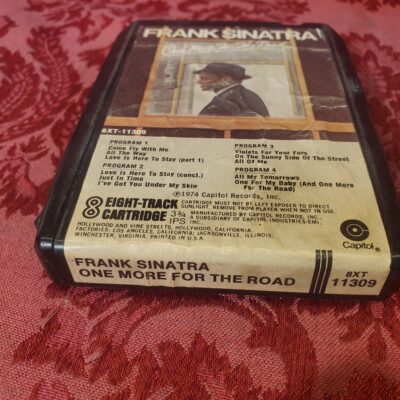 FRANK SINATRA!
One More For The Road
8XT-11309
PROGRAM 1
Come Fly With Me
All The Way
Love Is Here To Stay (part 1)
PROGRAM 2
Love Is Here To Stay (concl.)
Just In Time
I've Got You Under My Skin
PROGRAM 3
Violets For Your Furs
On The Sunny Side Of The Street
All Of Me
PROGRAM 4
All My Tomorrows
One For My Baby (And One More
For The Road)
©1974 Capitol Records, Inc.
8 EIGHT-TRACK
CARTRIDGE 3¾ IPS
CARTRIDGE MUST NOT BE LEFT EXPOSED TO DIRECT
SUNLIGHT. REMOVE FROM PLAYER WHEN NOT IN USE.
MANUFACTURED BY CAPITOL RECORDS, INC.,
A SUBSIDIARY OF CAPITOL INDUSTRIES-EMI,
INC.
HOLLYWOOD AND VINE STREETS, HOLLYWOOD, CALIFORNIA.
FACTORIES: LOS ANGELES, CALIFORNIA; JACKSONVILLE, ILLINOIS;
WINCHESTER, VIRGINIA. PRINTED IN U.S.A.
Capitol
FRANK SINATRA
ONE MORE FOR THE ROAD
8XT
11309